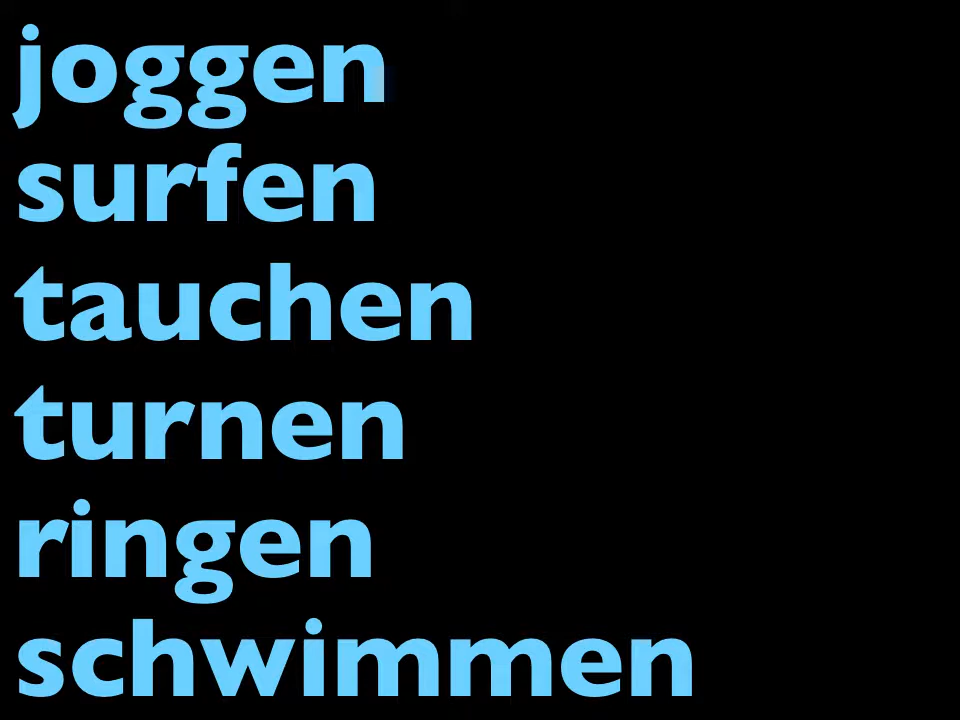 joggen
surfen
tauchen
turnen
ringen
schwimmen